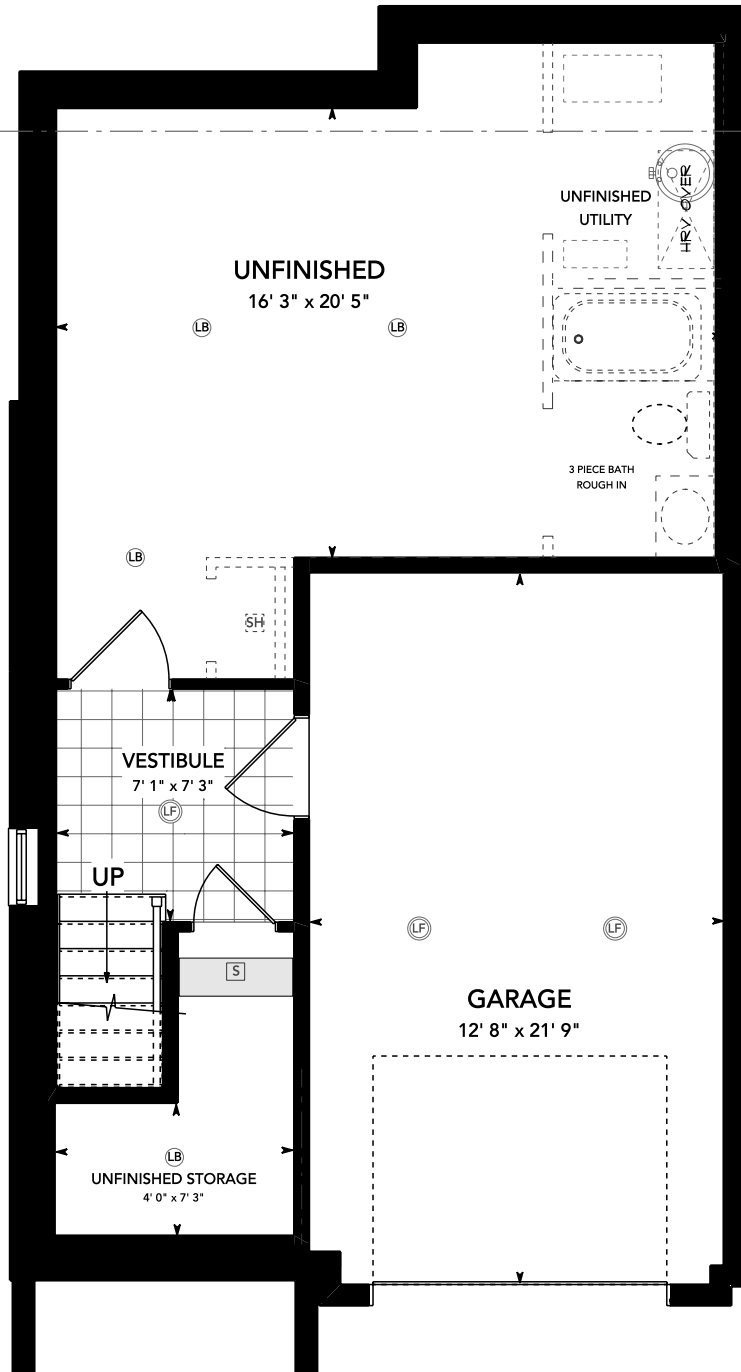 HRV OVER
UNFINISHED
UTILITY
UNFINISHED
16' 3" x 20' 5"
LB
LB
3 PIECE BATH
ROUGH IN
LB
SH
VESTIBULE
7' 1" x 7' 3"
LF
UP
LF
LF
S
GARAGE
12' 8" x 21' 9"
LB
UNFINISHED STORAGE
4' 0" x 7' 3"